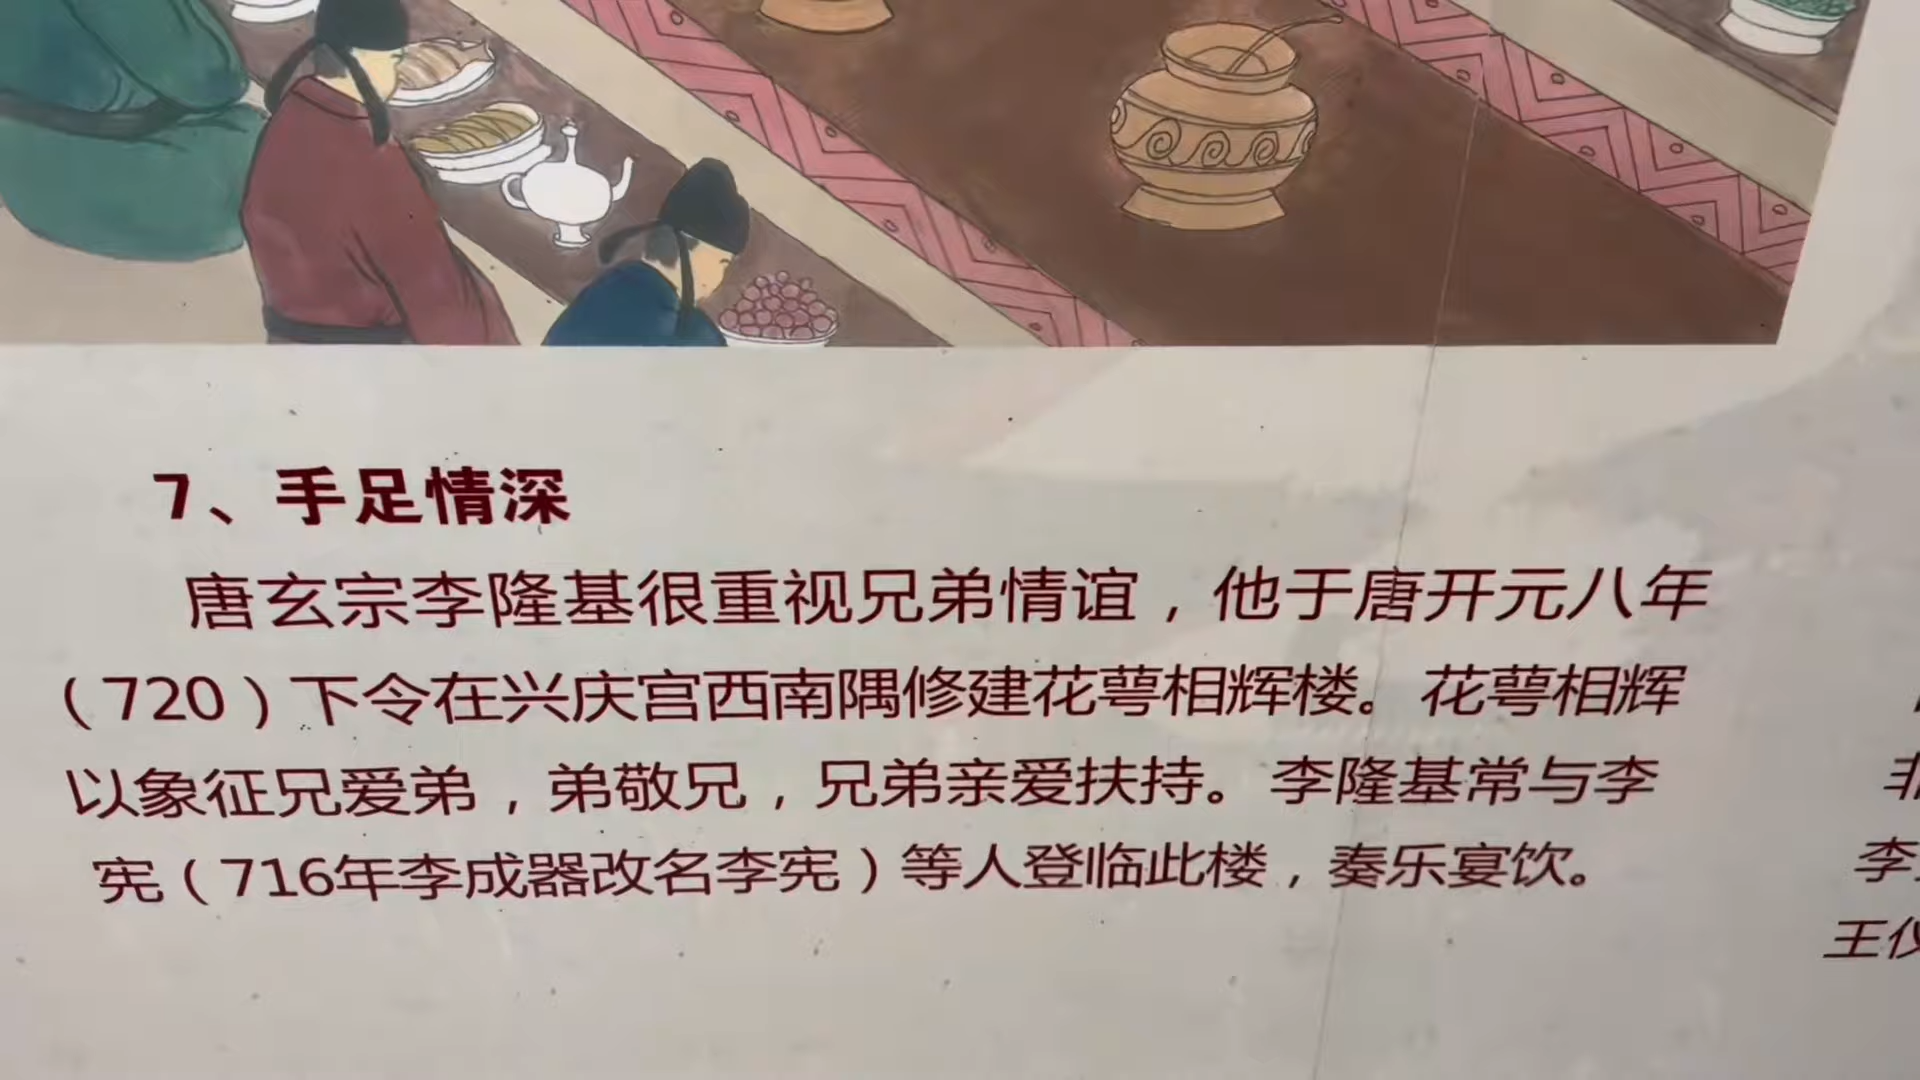 7、手足情深
唐玄宗李隆基很重视兄弟情谊，他于唐开元八年
（720）下令在兴庆宫西南隅修建花萼相辉楼。花萼相辉
以象征兄爱弟，弟敬兄，兄弟亲爱扶持。李隆基常与李
宪（716年李成器改名李宪）等人登临此楼，奏乐宴饮。
李
王